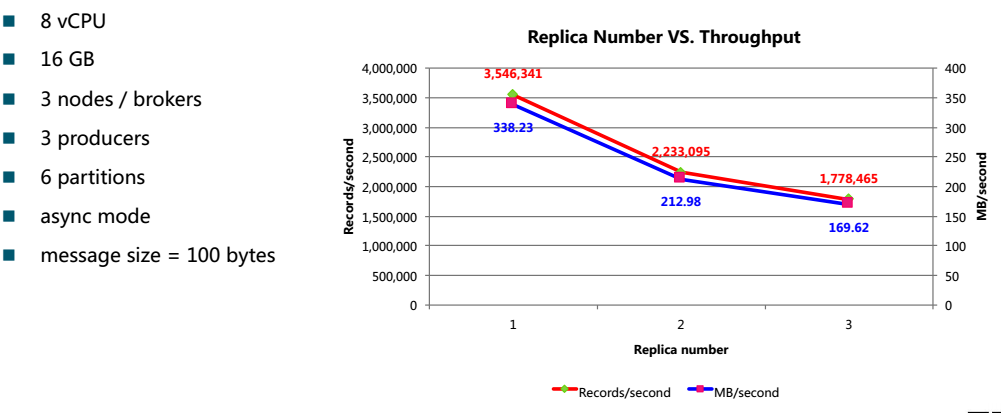 8 vCPU
16 GB
3 nodes / brokers
3 producers
6 partitions
async mode
message size = 100 bytes
Replica Number VS. Throughput
4,000,000
3,500,000
3,000,000
2,500,000
2,000,000
1,500,000
1,000,000
500,000
0
Records/second
3,546,341
338.23
2,233,095
212.98
1,778,465
169.62
400
350
300
250
200
150
100
50
0
MB/second
1 2 3
Replica number
Records/second MB/second